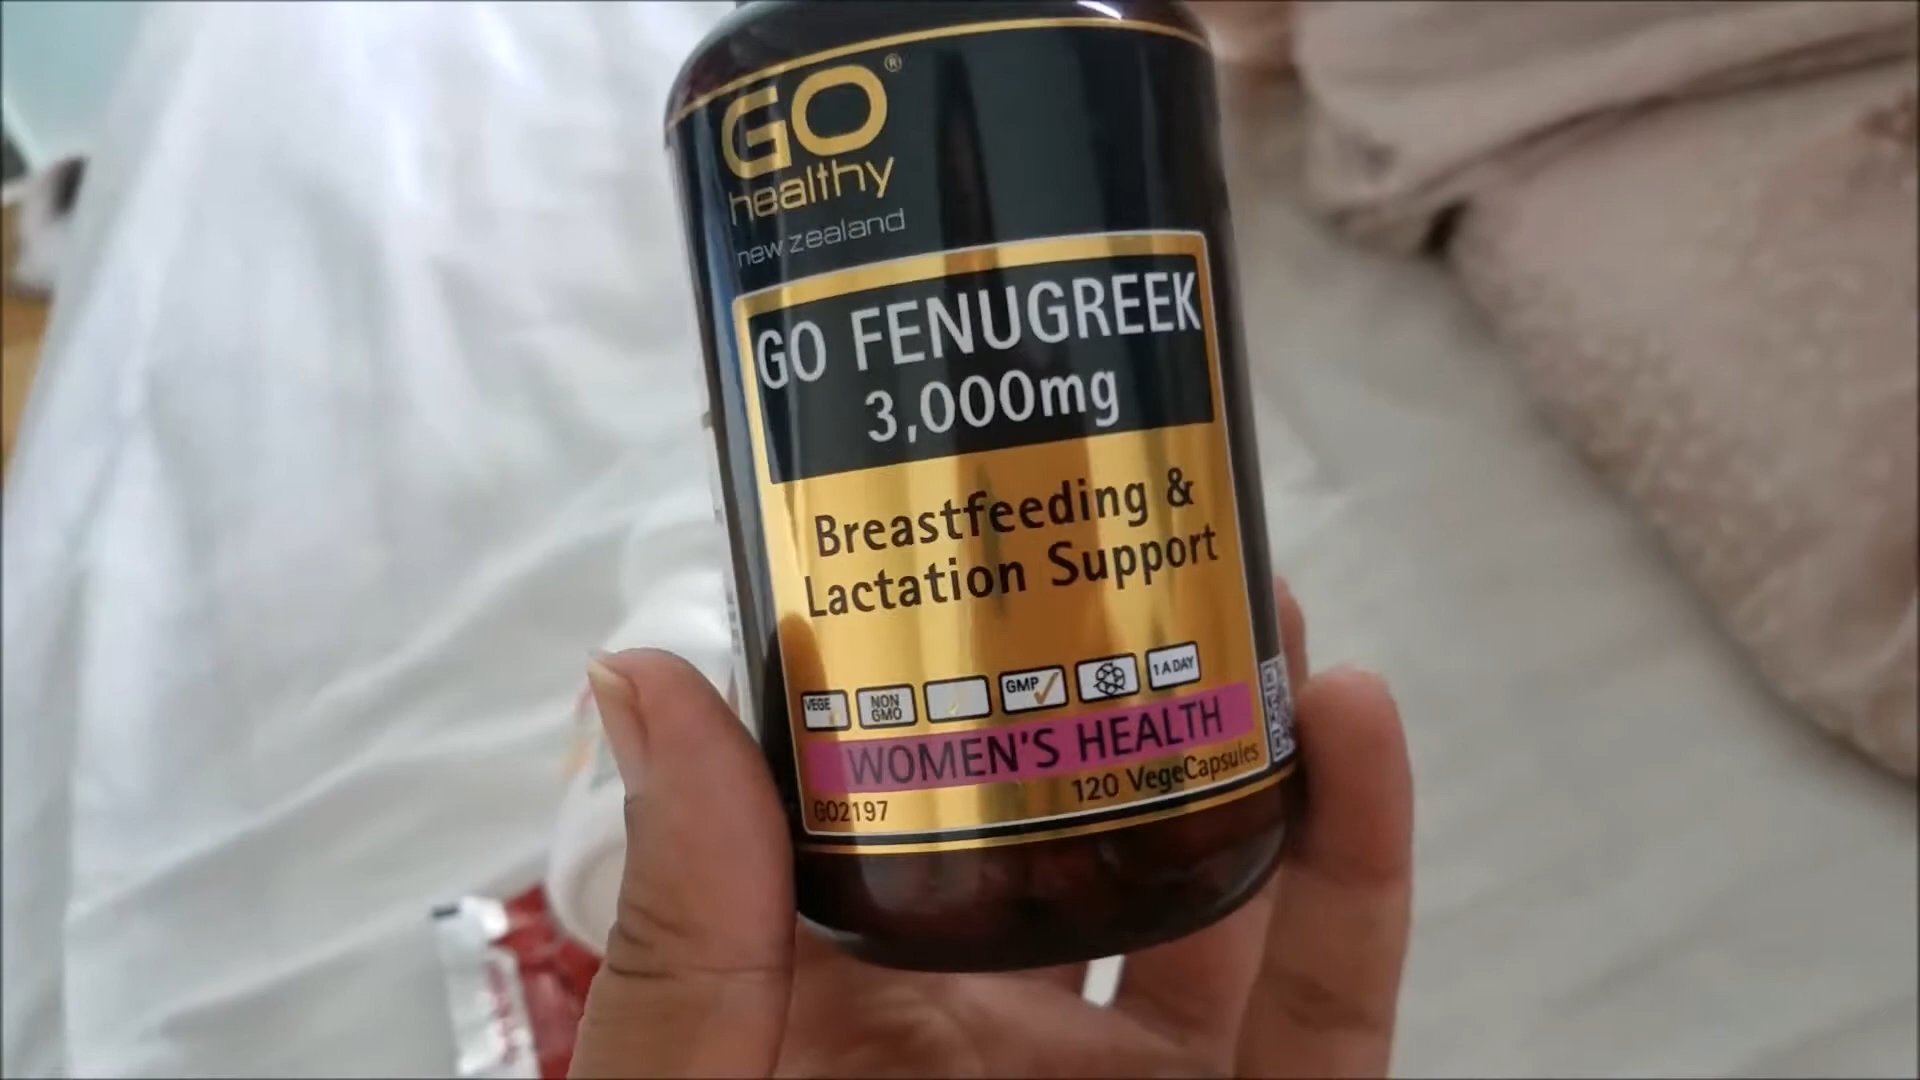 GO®
healthy
new zealand
GO FENUGREEK
3,000mg
Breastfeeding &
Lactation Support
VEGE
NON
GMO
GMP
1 A DAY
WOMEN'S HEALTH
120 VegeCapsules
GO2197